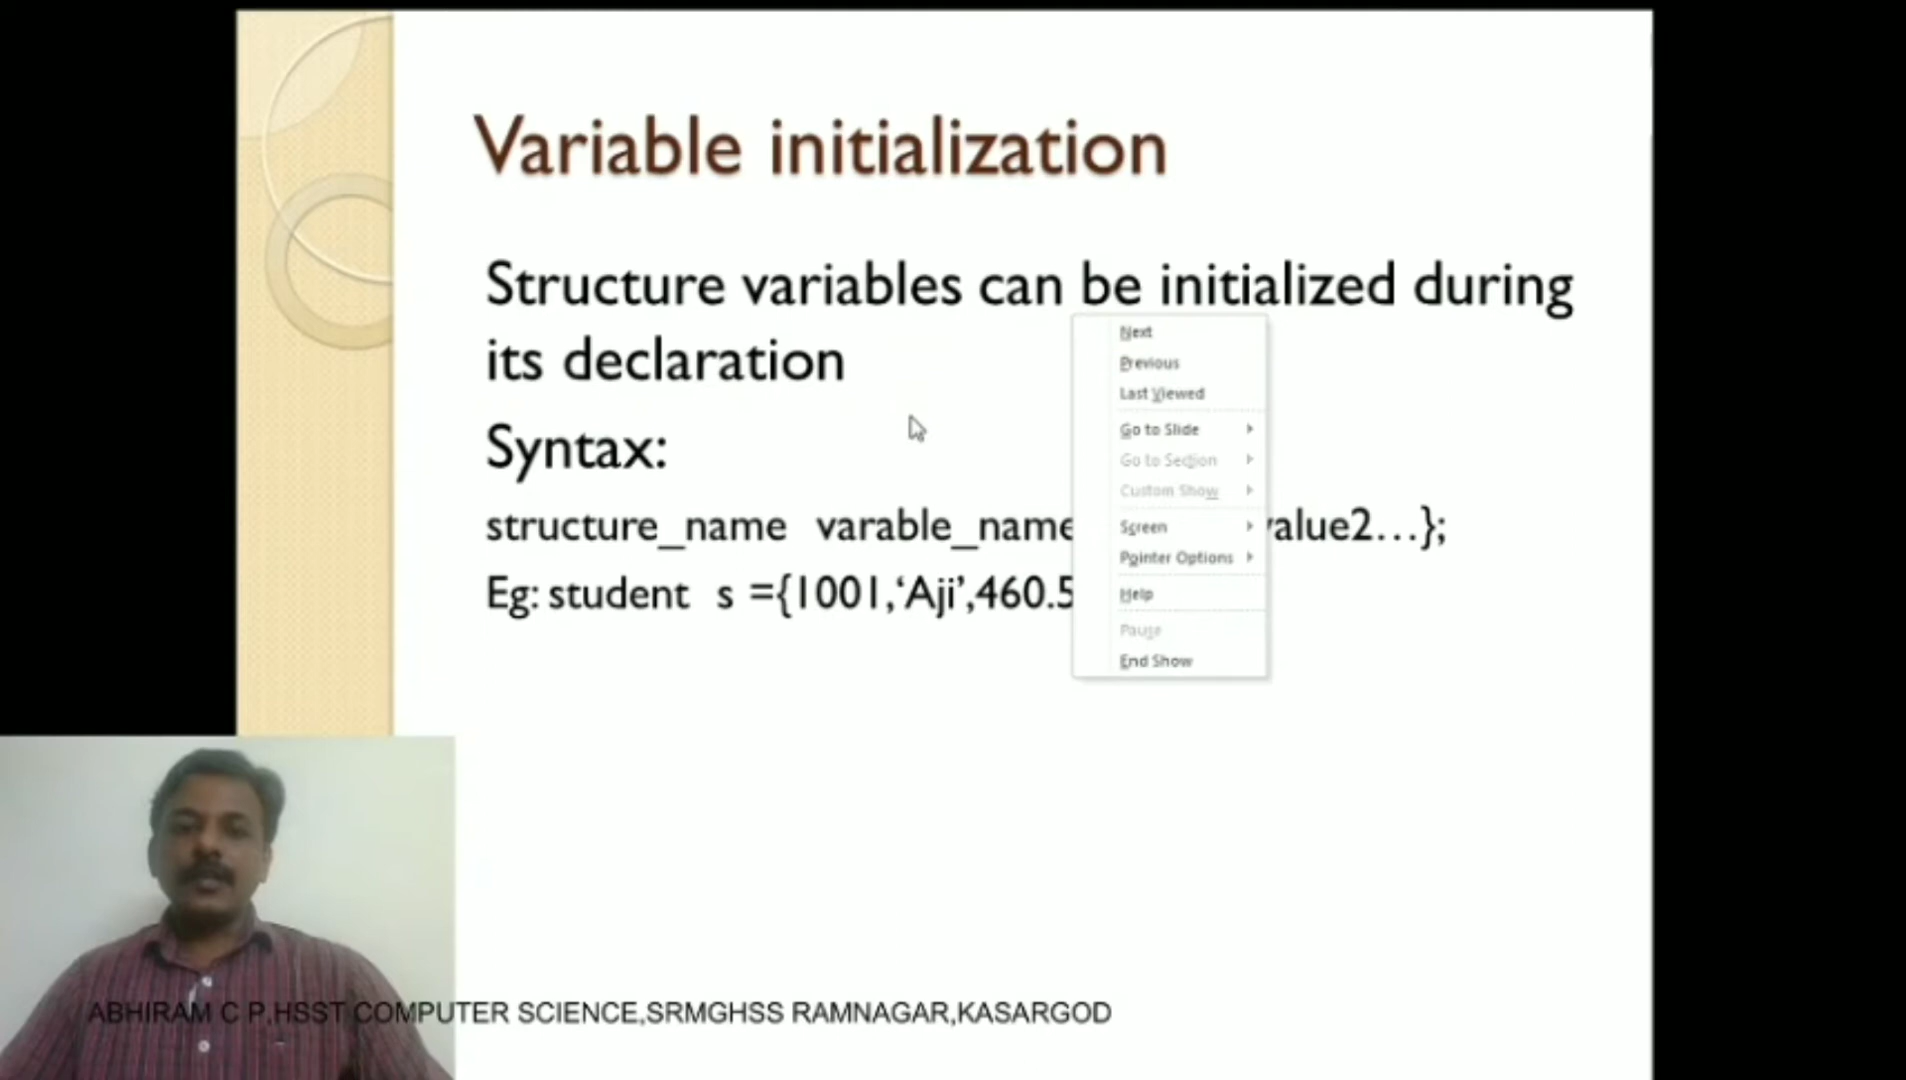 Variable initialization
Structure variables can be initialized during
its declaration
Syntax:
structure_name varable_name value2...};
Eg: student s ={1001,‘Aji’,460.5
Next
Previous
Last Viewed
Go to Slide
Go to Section
Custom Show
Screen
Pointer Options
Help
Pause
End Show
ABHIRAM C P,HSST COMPUTER SCIENCE,SRMGHSS RAMNAGAR,KASARGOD